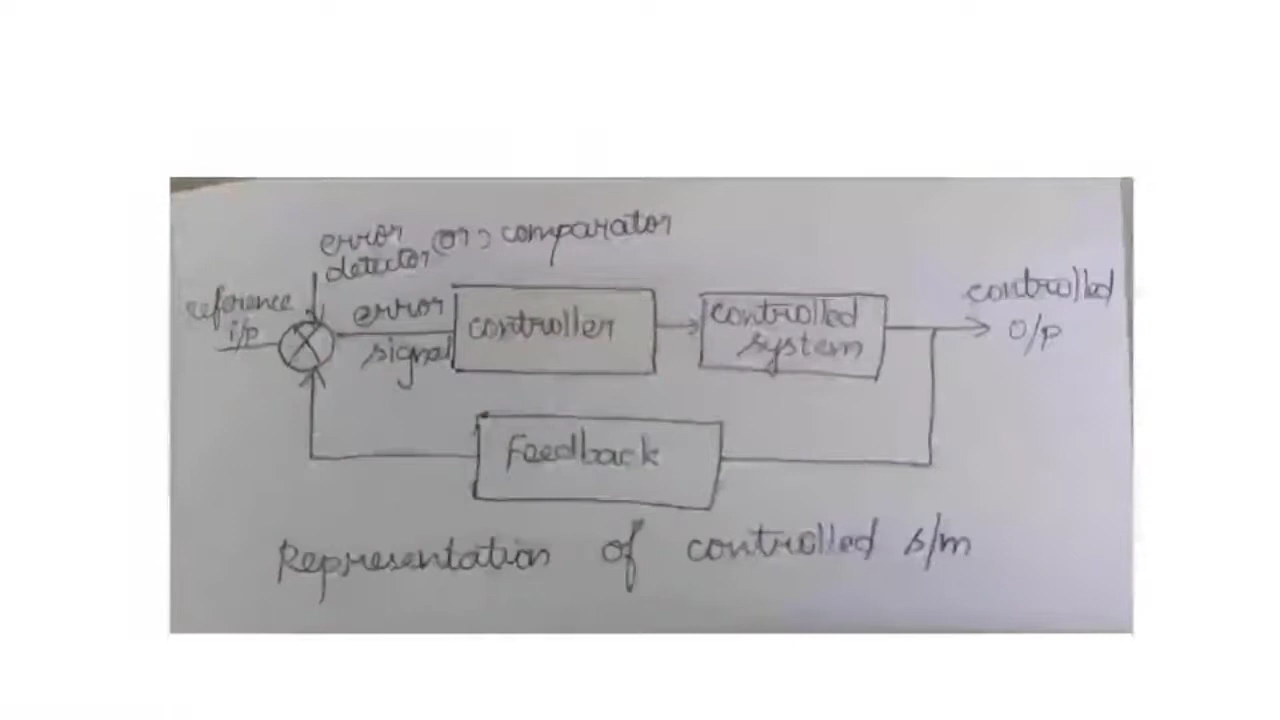 error
detector (or) comparator
reference
i/p
error
signal
controller
controlled
system
controlled
o/p
Feedback
Representation of controlled s/m